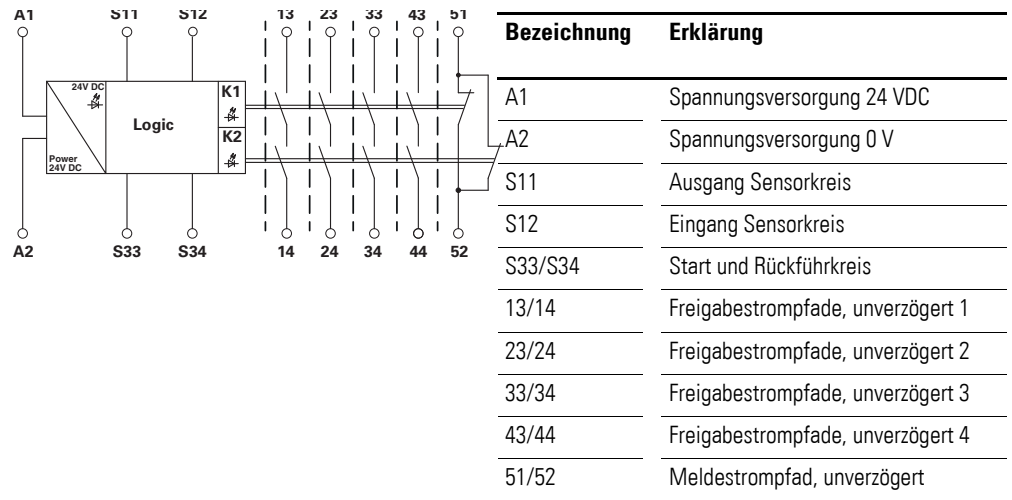 A1 S11 S12 13 23 33 43 51
24V DC
K1
Logic
K2
Power
24V DC
A2 S33 S34 14 24 34 44 52
Bezeichnung Erklärung
A1 Spannungsversorgung 24 VDC
A2 Spannungsversorgung 0 V
S11 Ausgang Sensorkreis
S12 Eingang Sensorkreis
S33/S34 Start und Rückführkreis
13/14 Freigabestrompfade, unverzögert 1
23/24 Freigabestrompfade, unverzögert 2
33/34 Freigabestrompfade, unverzögert 3
43/44 Freigabestrompfade, unverzögert 4
51/52 Meldestrompfad, unverzögert